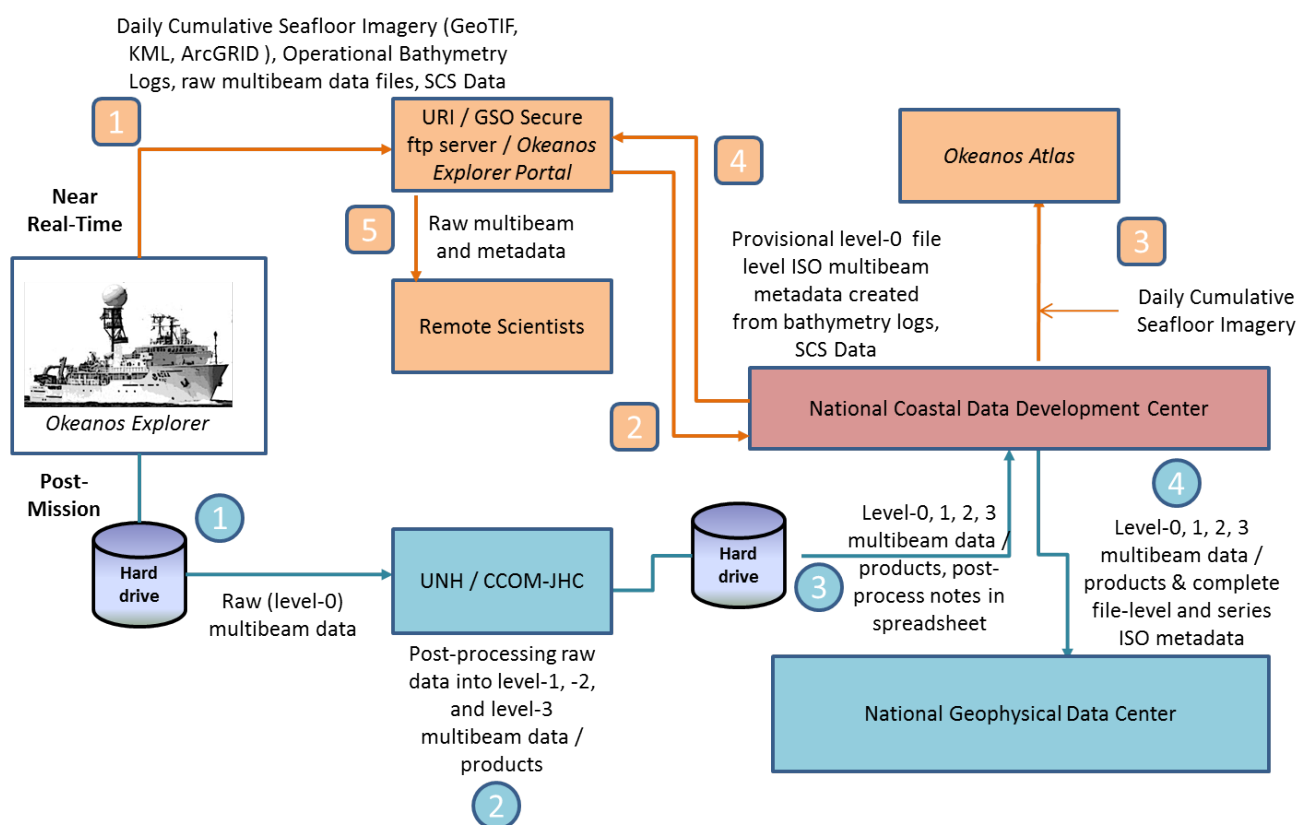 Daily Cumulative Seafloor Imagery (GeoTIF,
KML, ArcGRID ), Operational Bathymetry
Logs, raw multibeam data files, SCS Data
1
URI / GSO Secure
ftp server / Okeanos
Explorer Portal
4
Okeanos Atlas
Near
Real-Time
5
Raw multibeam
and metadata
Provisional level-0 file
level ISO multibeam
metadata created
from bathymetry logs,
SCS Data
3
Daily Cumulative
Seafloor Imagery
Remote Scientists
Okeanos Explorer
2
National Coastal Data Development Center
Post-
Mission
1
Hard
drive
Raw (level-0)
multibeam data
UNH / CCOM-JHC
Post-processing raw
data into level-1, -2,
and level-3
multibeam data /
products
2
Hard
drive
3
Level-0, 1, 2, 3
multibeam data /
products, post-
process notes in
spreadsheet
4
Level-0, 1, 2, 3
multibeam data /
products & complete
file-level and series
ISO metadata
National Geophysical Data Center